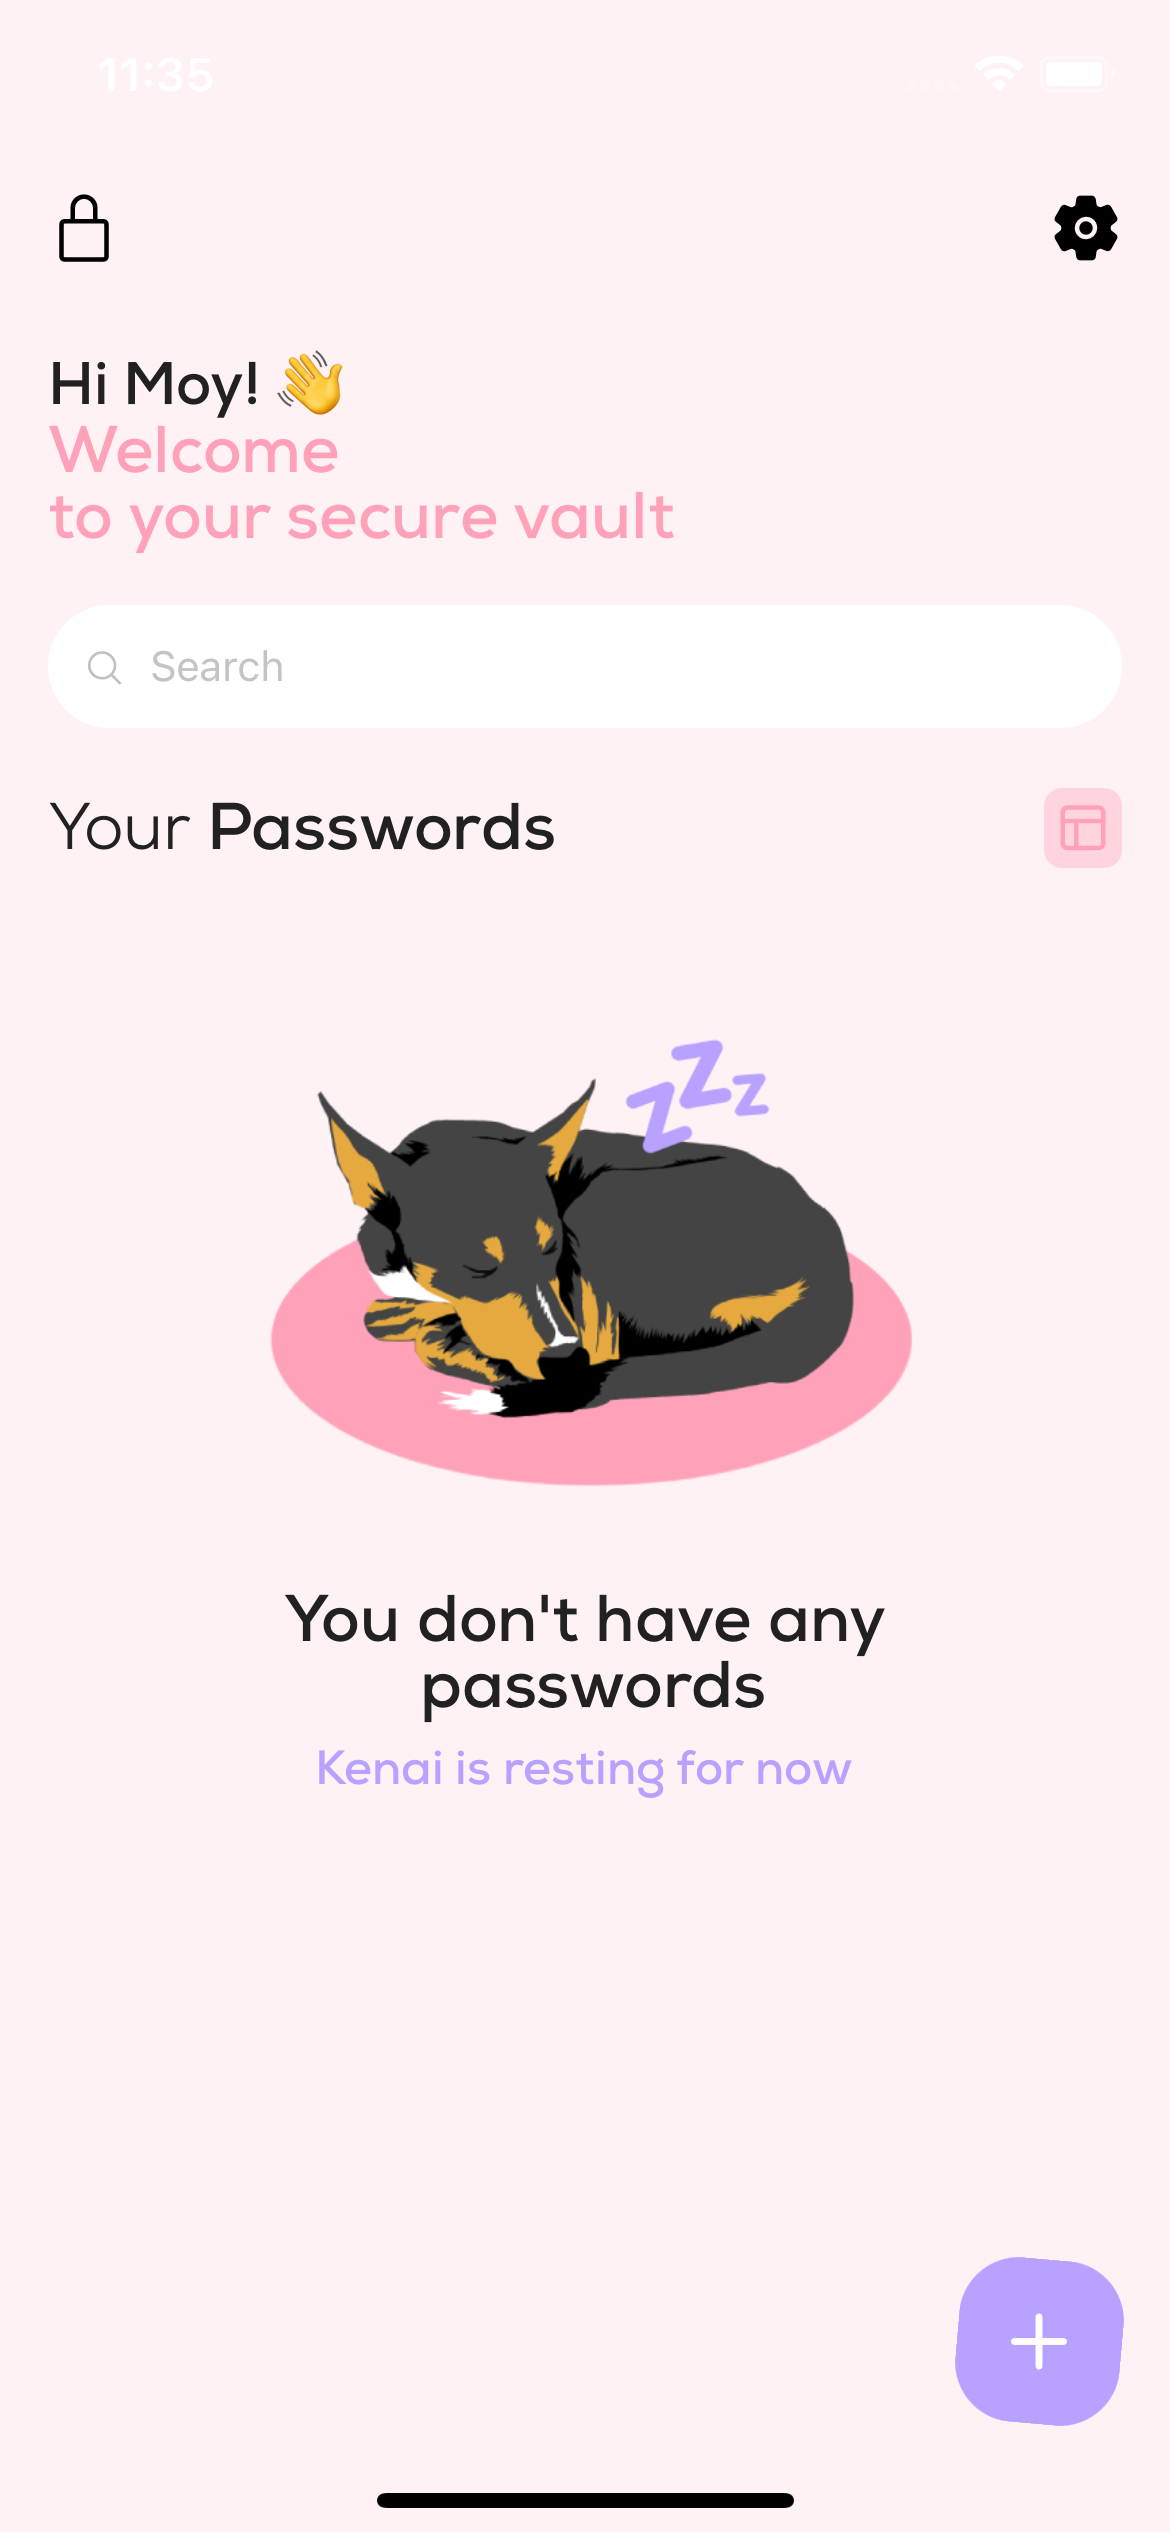 11:35
Hi Moy! 👋
Welcome
to your secure vault
Search
Your Passwords
zzz
You don't have any
passwords
Kenai is resting for now